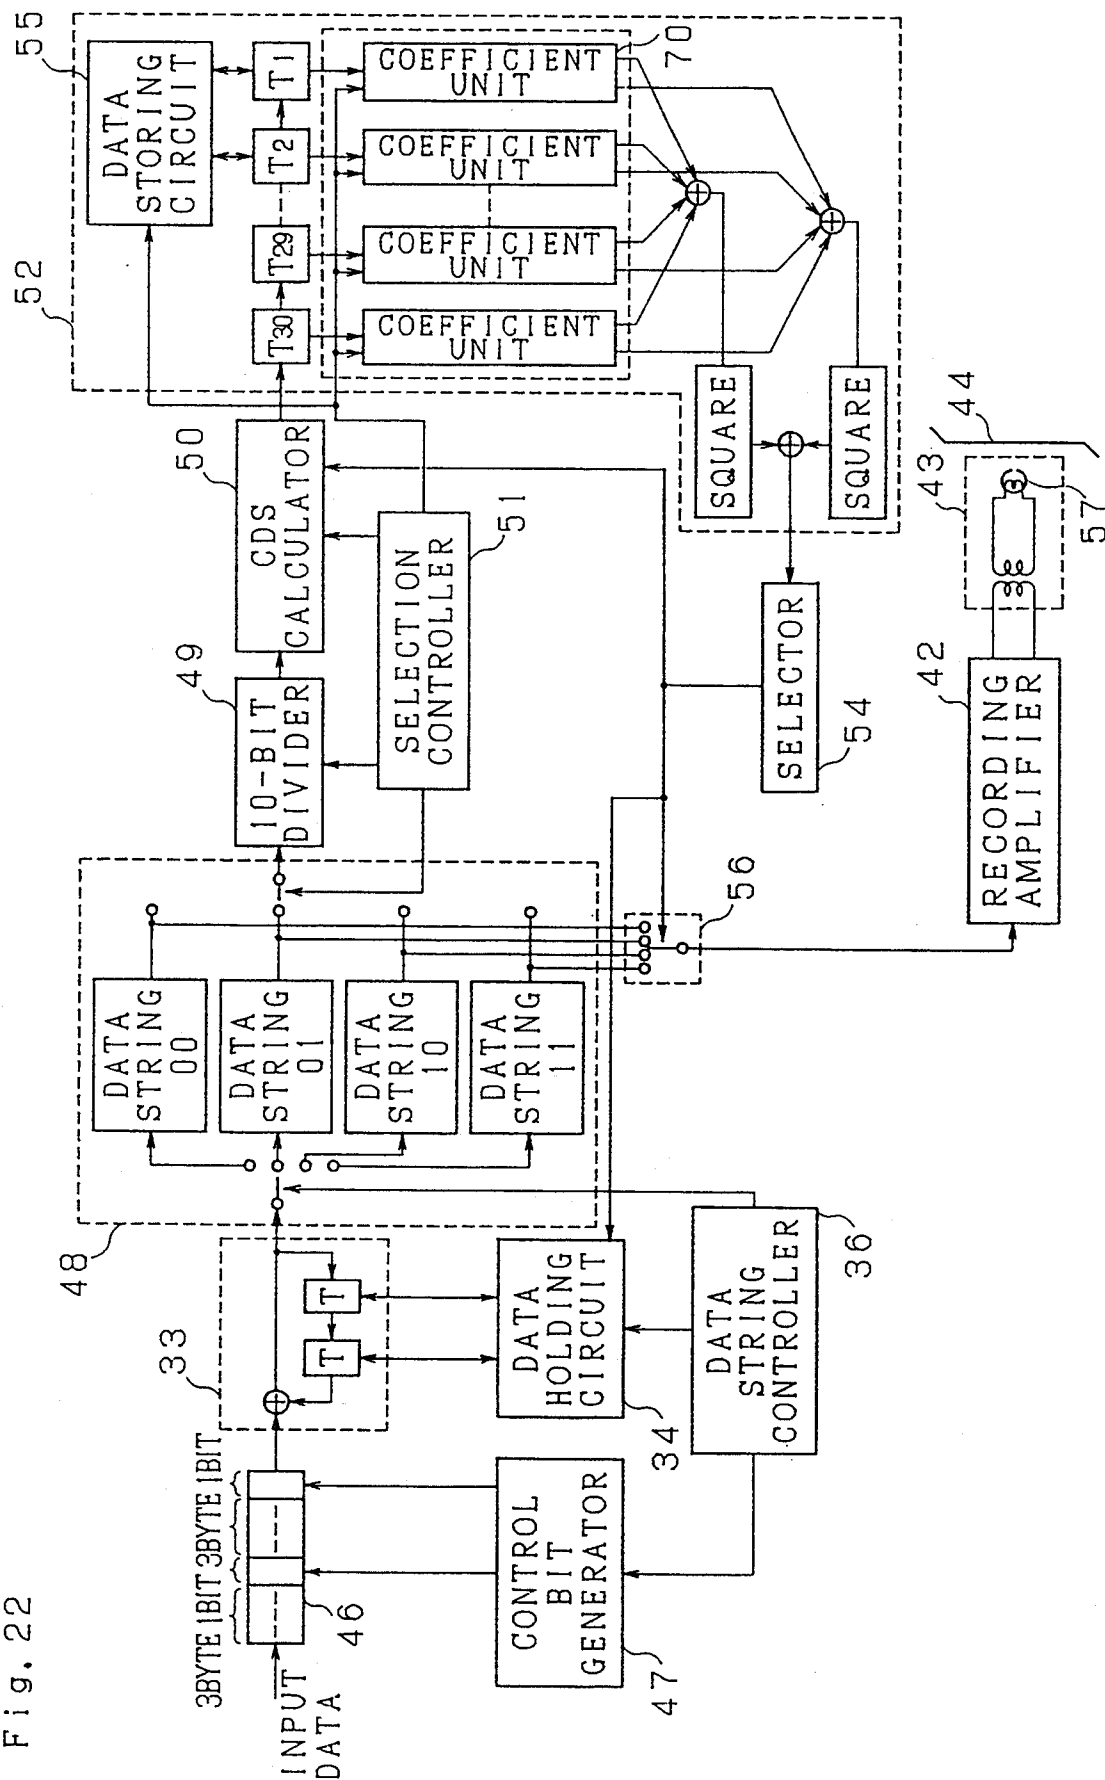 Fig. 22
INPUT
DATA
3BYTE 1BIT 3BYTE 1BIT
46
CONTROL
BIT
GENERATOR
47
33
T
T
DATA
HOLDING
CIRCUIT
34
DATA
STRING
CONTROLLER
36
48
DATA
STRING
00
DATA
STRING
01
DATA
STRING
10
DATA
STRING
11
56
10-BIT
DIVIDER
49
CDS
CALCULATOR
50
SELECTION
CONTROLLER
51
52
DATA
STORING
CIRCUIT
55
T30
T29
T2
T1
COEFFICIENT
UNIT
COEFFICIENT
UNIT
COEFFICIENT
UNIT
COEFFICIENT
UNIT
70
SQUARE
SQUARE
SELECTOR
54
RECORDING
AMPLIFIER
42
43
57
44